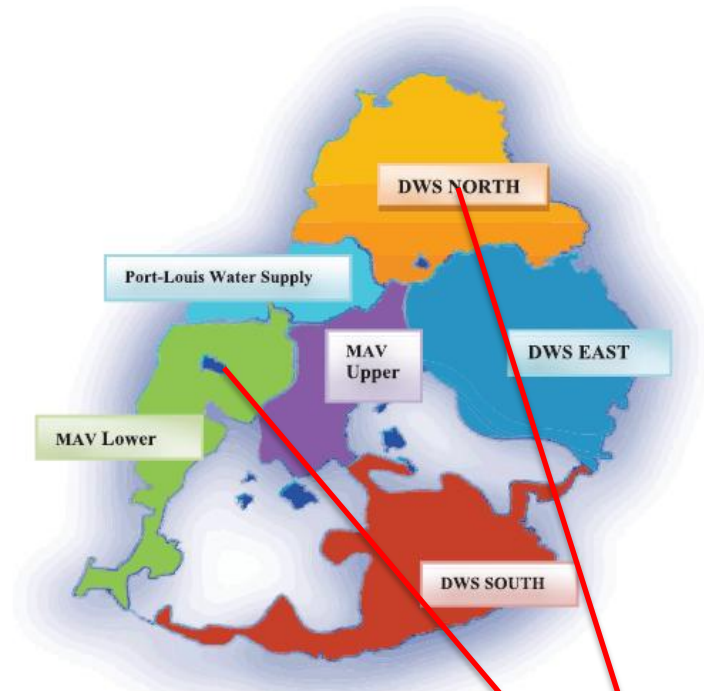 DWS NORTH
Port-Louis Water Supply
MAV
Upper
DWS EAST
MAV Lower
DWS SOUTH